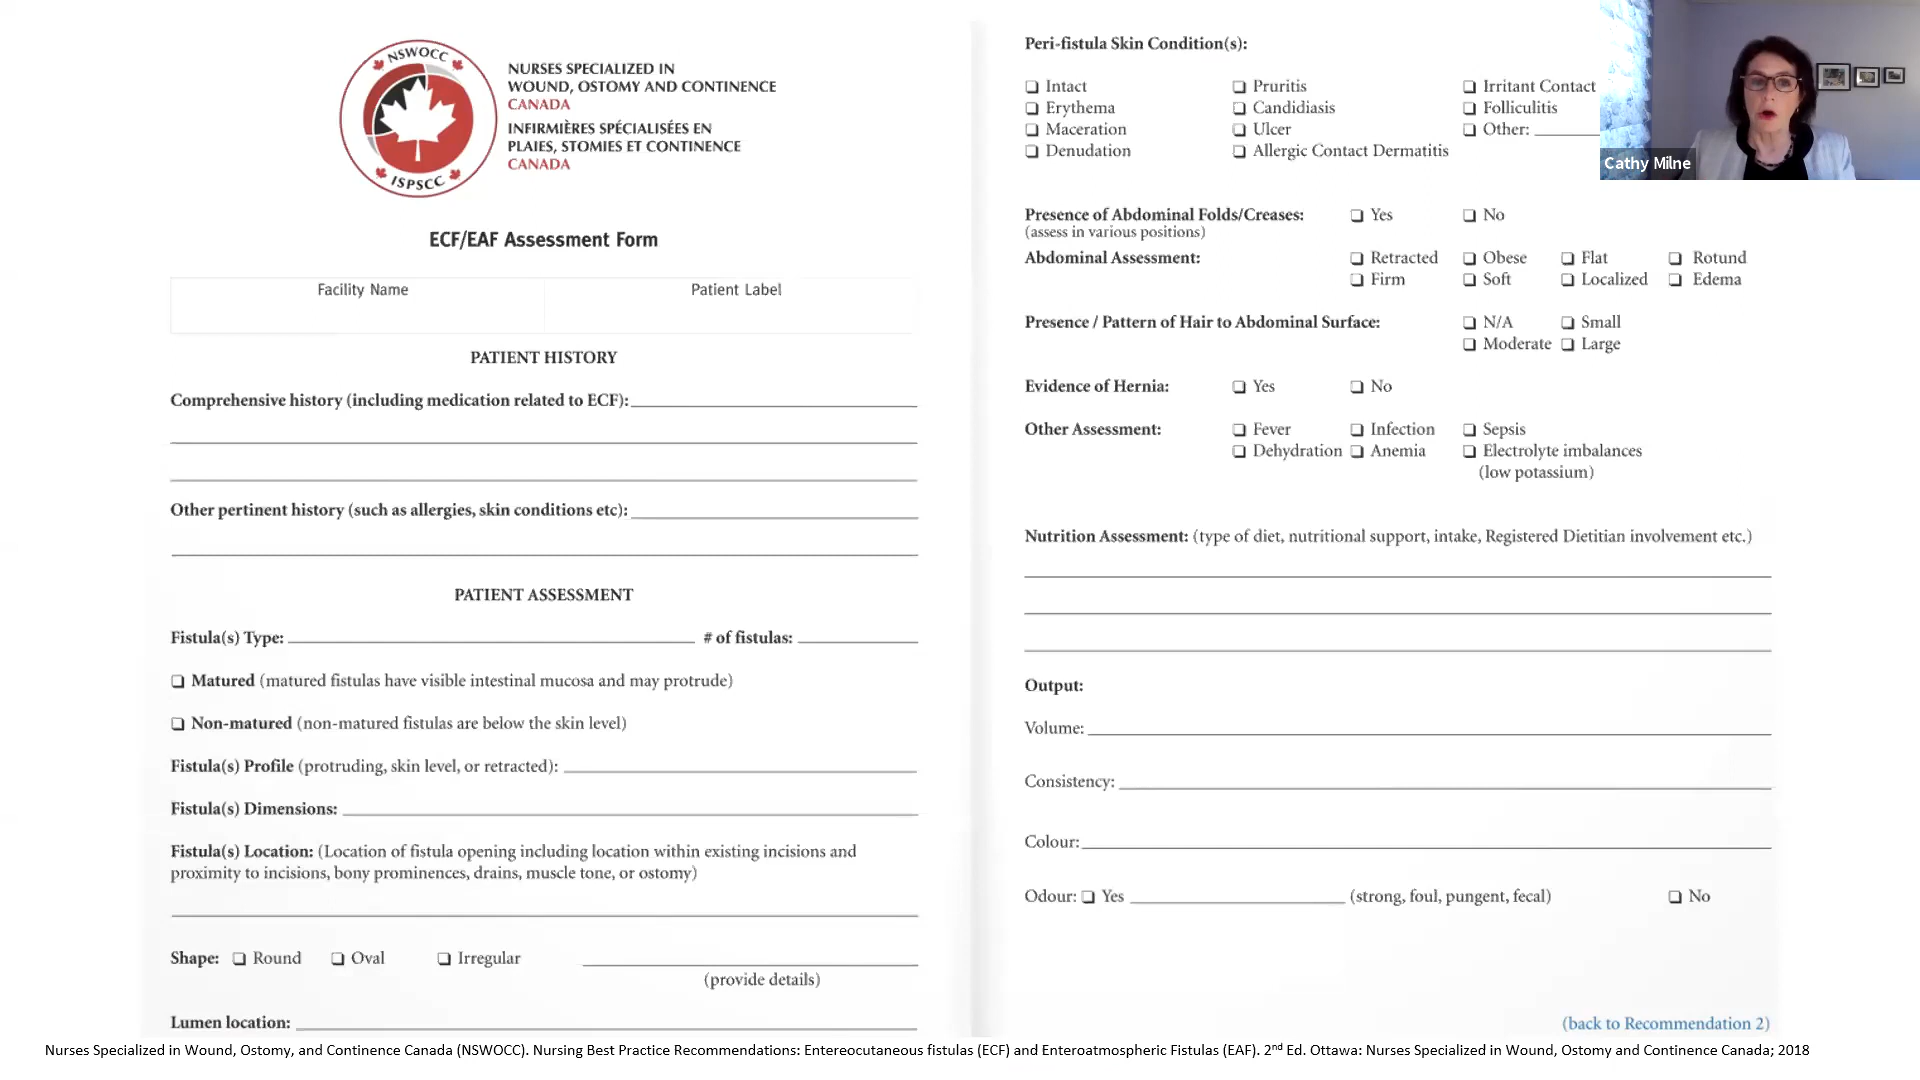 NSWOCC
ISPSCC
NURSES SPECIALIZED IN
WOUND, OSTOMY AND CONTINENCE
CANADA
INFIRMIÈRES SPÉCIALISÉES EN
PLAIES, STOMIES ET CONTINENCE
CANADA
ECF/EAF Assessment Form
Facility Name
Patient Label
PATIENT HISTORY
Comprehensive history (including medication related to ECF):
Other pertinent history (such as allergies, skin conditions etc):
PATIENT ASSESSMENT
Fistula(s) Type: # of fistulas:
Matured (matured fistulas have visible intestinal mucosa and may protrude)
Non-matured (non-matured fistulas are below the skin level)
Fistula(s) Profile (protruding, skin level, or retracted):
Fistula(s) Dimensions:
Fistula(s) Location: (Location of fistula opening including location within existing incisions and
proximity to incisions, bony prominences, drains, muscle tone, or ostomy)
Shape: Round Oval Irregular
(provide details)
Lumen location:
Peri-fistula Skin Condition(s):
Intact Pruritis Irritant Contact
Erythema Candidiasis Folliculitis
Maceration Ulcer Other:
Denudation Allergic Contact Dermatitis
Presence of Abdominal Folds/Creases: Yes No
(assess in various positions)
Abdominal Assessment: Retracted Obese Flat Rotund
Firm Soft Localized Edema
Presence / Pattern of Hair to Abdominal Surface: N/A Small
Moderate Large
Evidence of Hernia: Yes No
Other Assessment: Fever Infection Sepsis
Dehydration Anemia Electrolyte imbalances
(low potassium)
Nutrition Assessment: (type of diet, nutritional support, intake, Registered Dietitian involvement etc.)
Output:
Volume:
Consistency:
Colour:
Odour: Yes (strong, foul, pungent, fecal) No
(back to Recommendation 2)
Cathy Milne
Nurses Specialized in Wound, Ostomy, and Continence Canada (NSWOCC). Nursing Best Practice Recommendations: Entereocutaneous fistulas (ECF) and Enteroatmospheric Fistulas (EAF). 2nd Ed. Ottawa: Nurses Specialized in Wound, Ostomy and Continence Canada; 2018